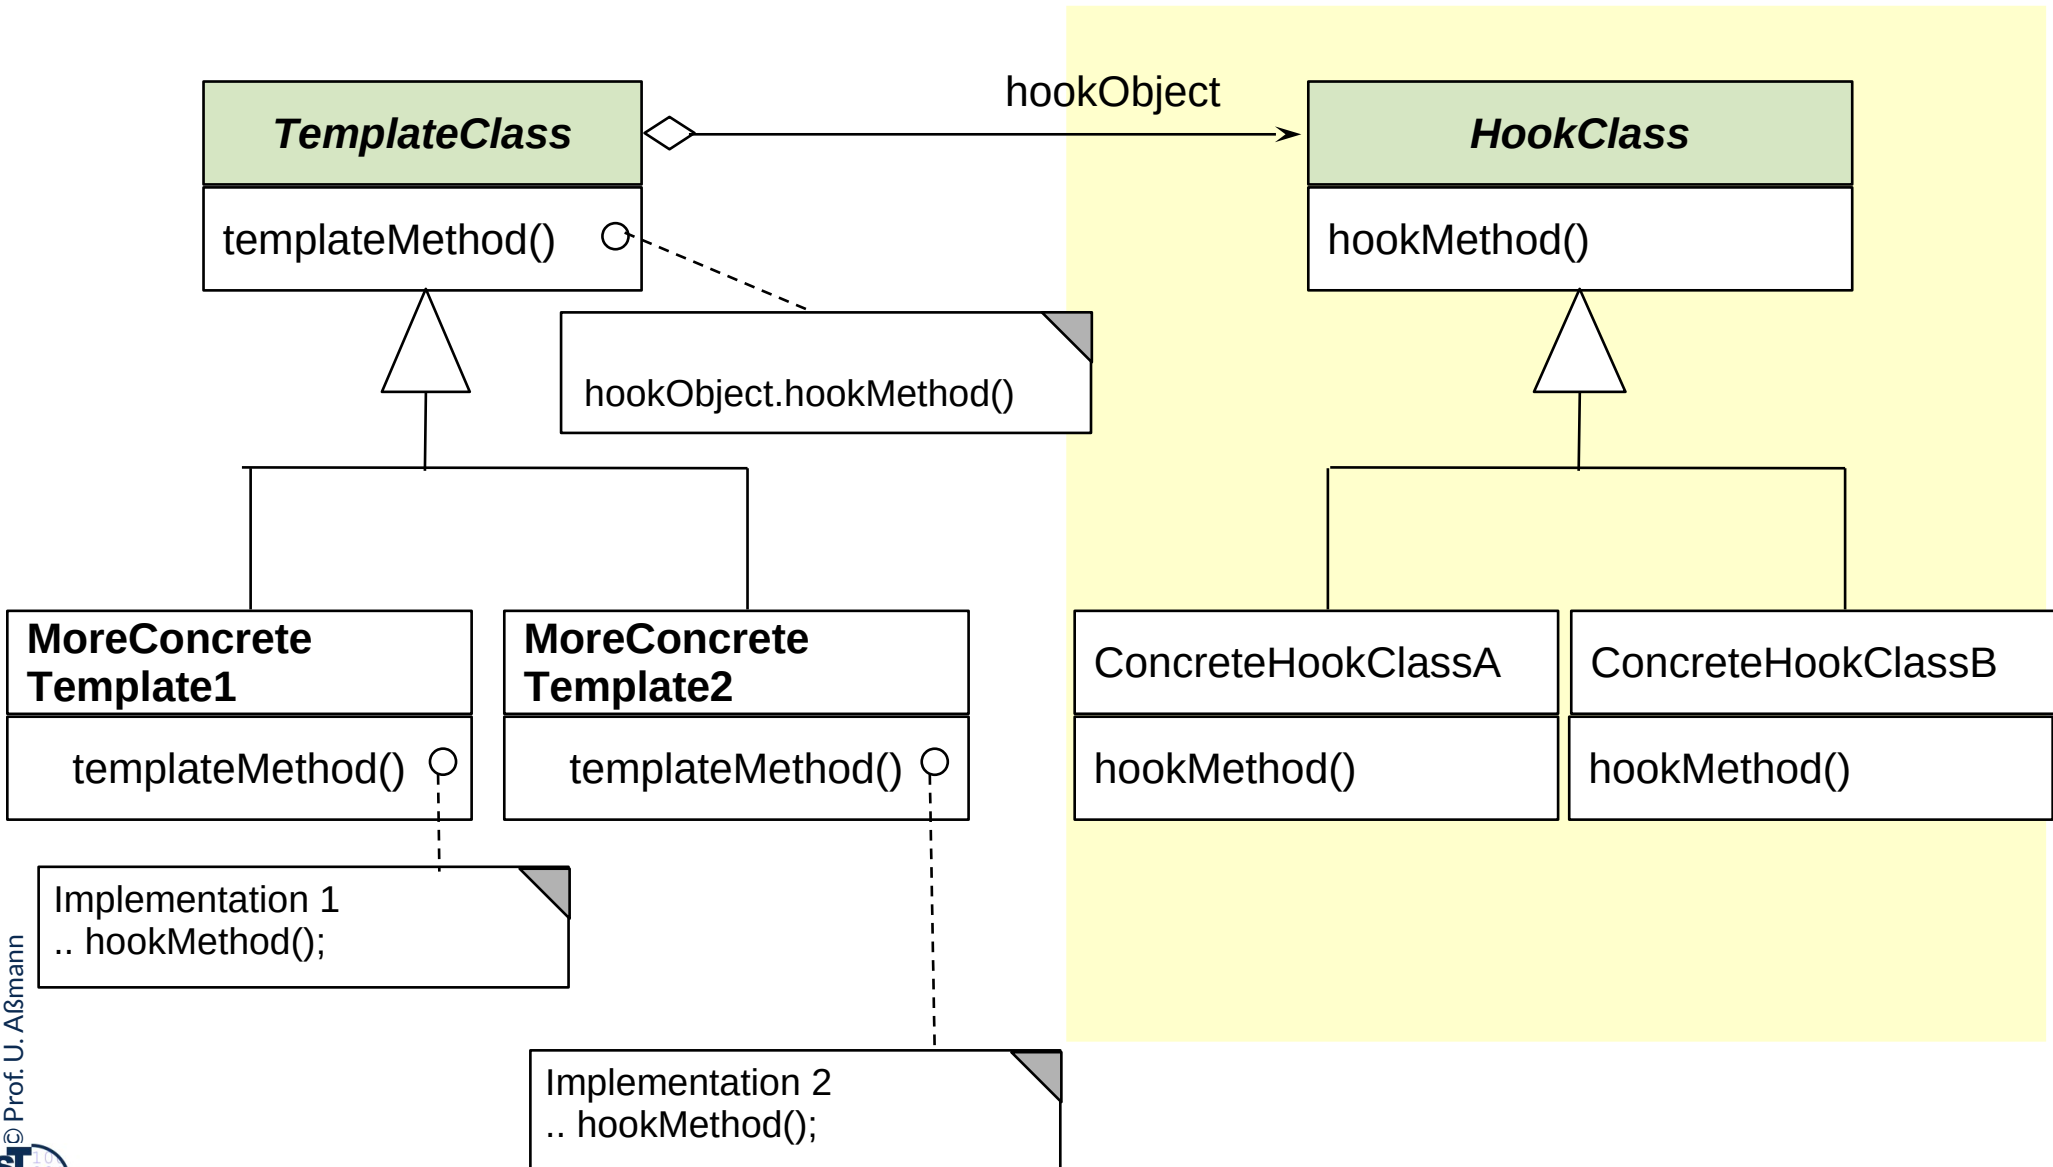 hookObject
TemplateClass
HookClass
templateMethod()
hookMethod()
hookObject.hookMethod()
MoreConcrete
Template1
MoreConcrete
Template2
ConcreteHookClassA
ConcreteHookClassB
templateMethod()
templateMethod()
hookMethod()
hookMethod()
Implementation 1
.. hookMethod();
Implementation 2
.. hookMethod();
© Prof. U. Aßmann